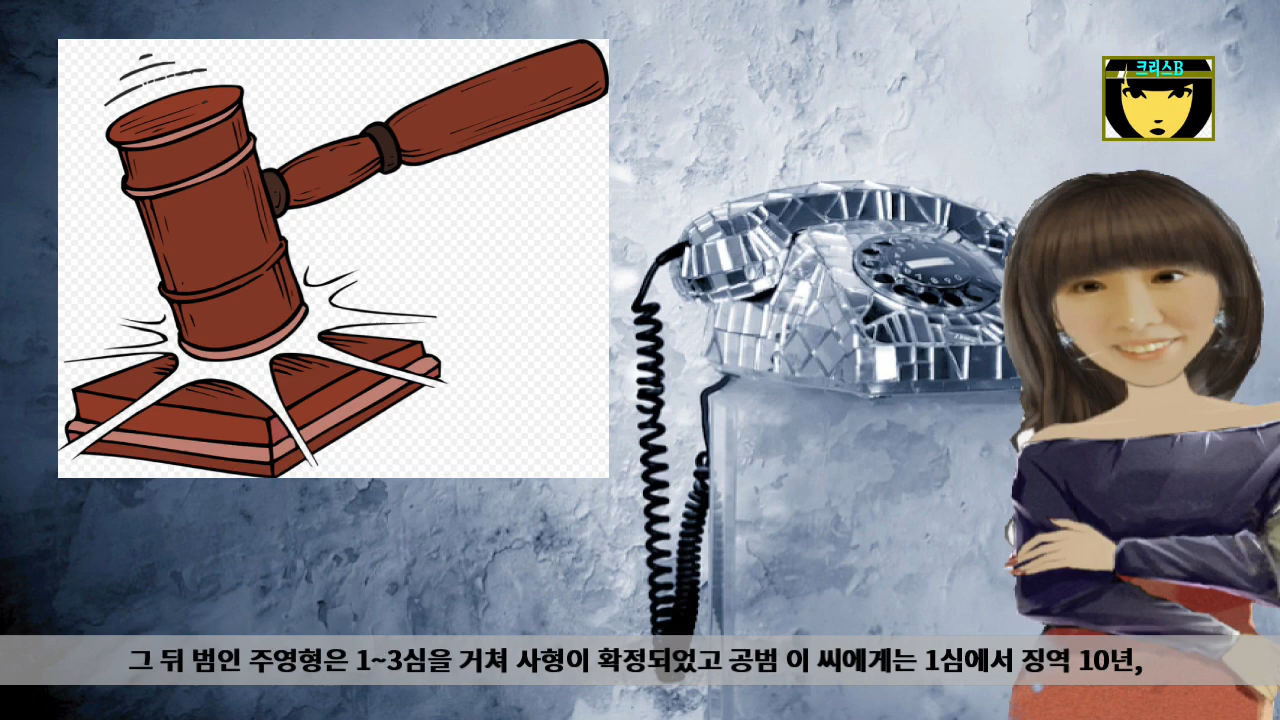 크리스B
그 뒤 범인 주영형은 1~3심을 거쳐 사형이 확정되었고 공범 이 씨에게는 1심에서 징역 10년,